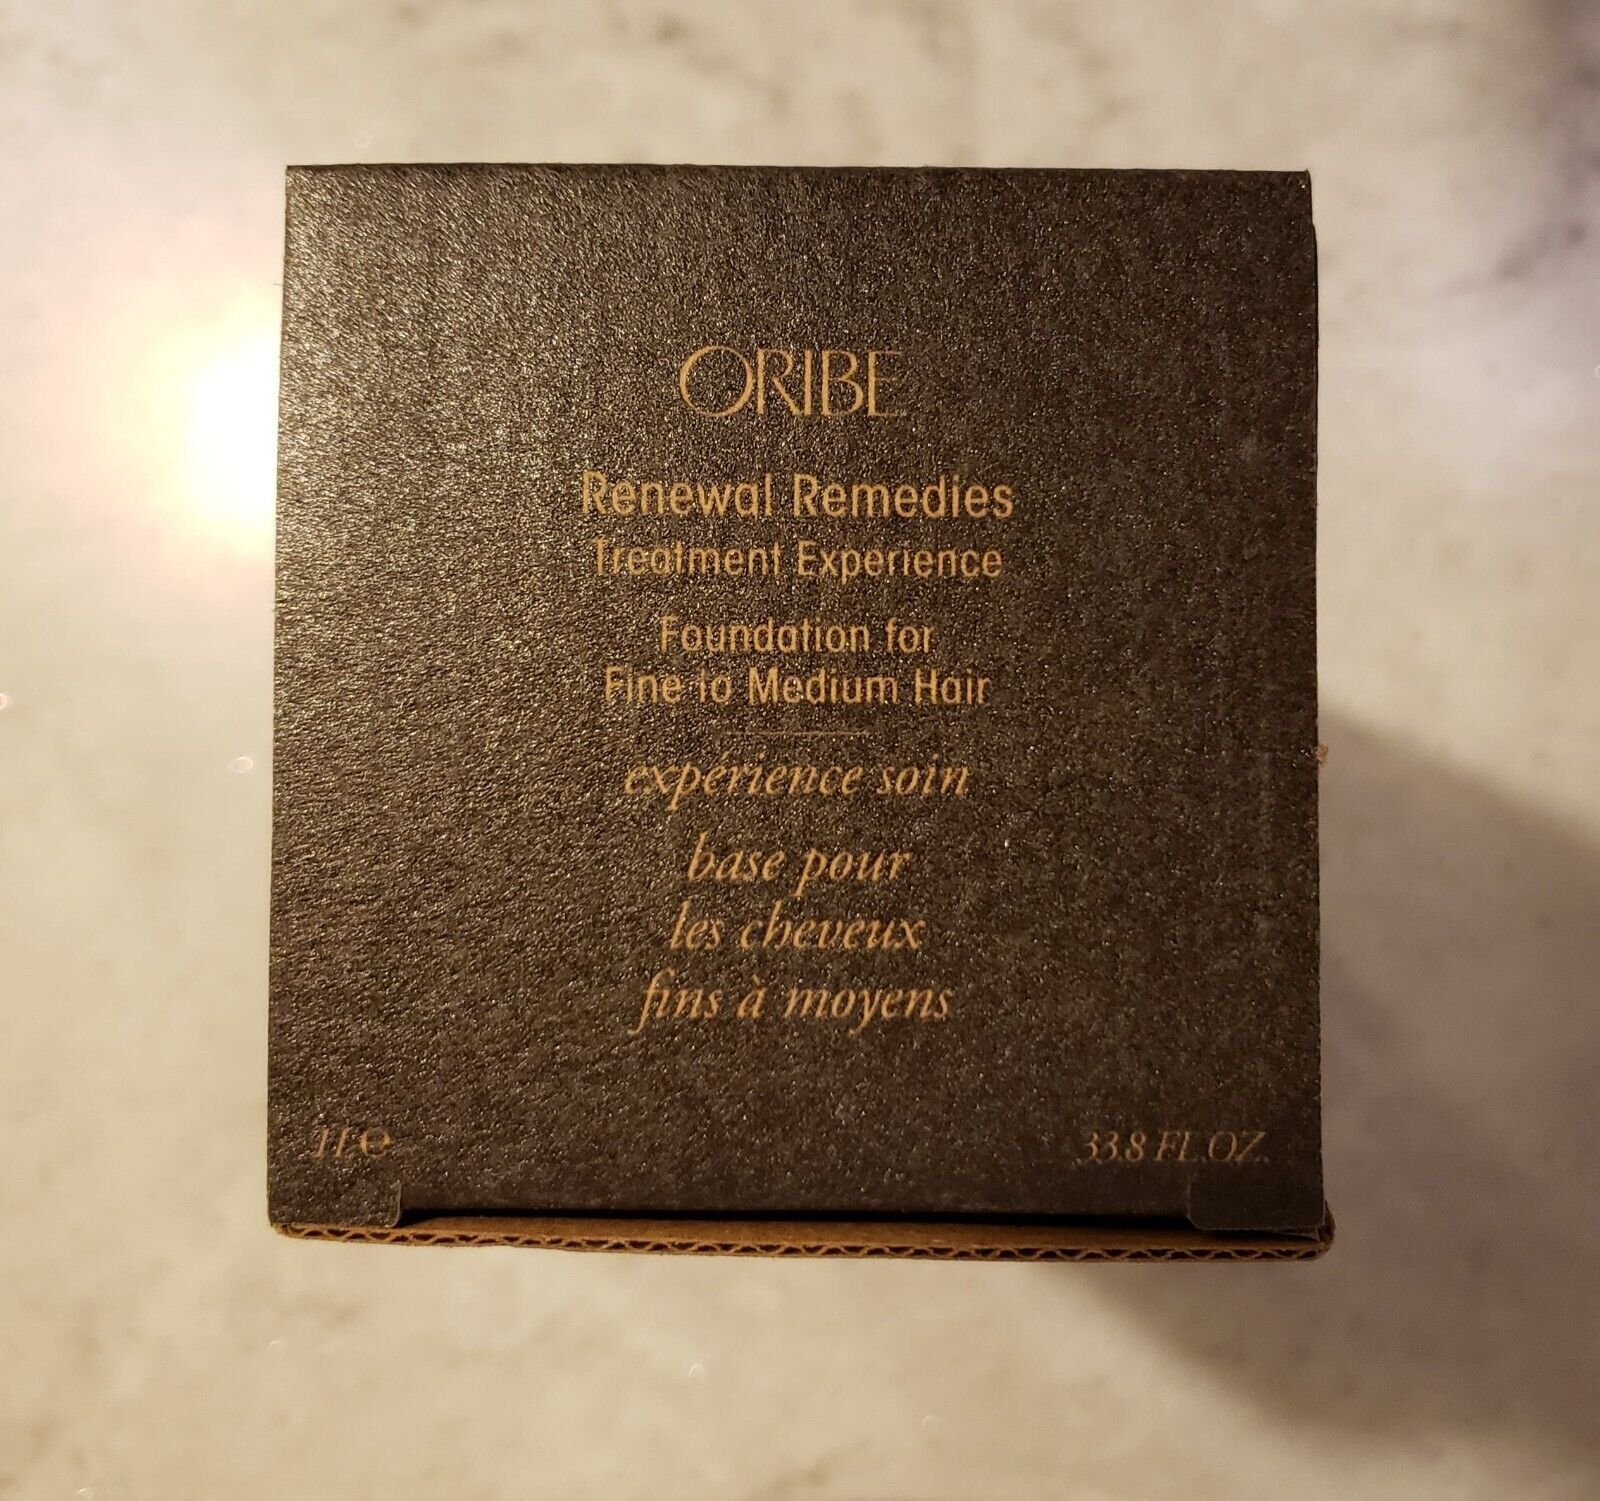 ORIBE
Renewal Remedies
Treatment Experience
Foundation for
Fine to Medium Hair
expérience soin
base pour
les cheveux
fins à moyens
1L e
33.8 FL.OZ.